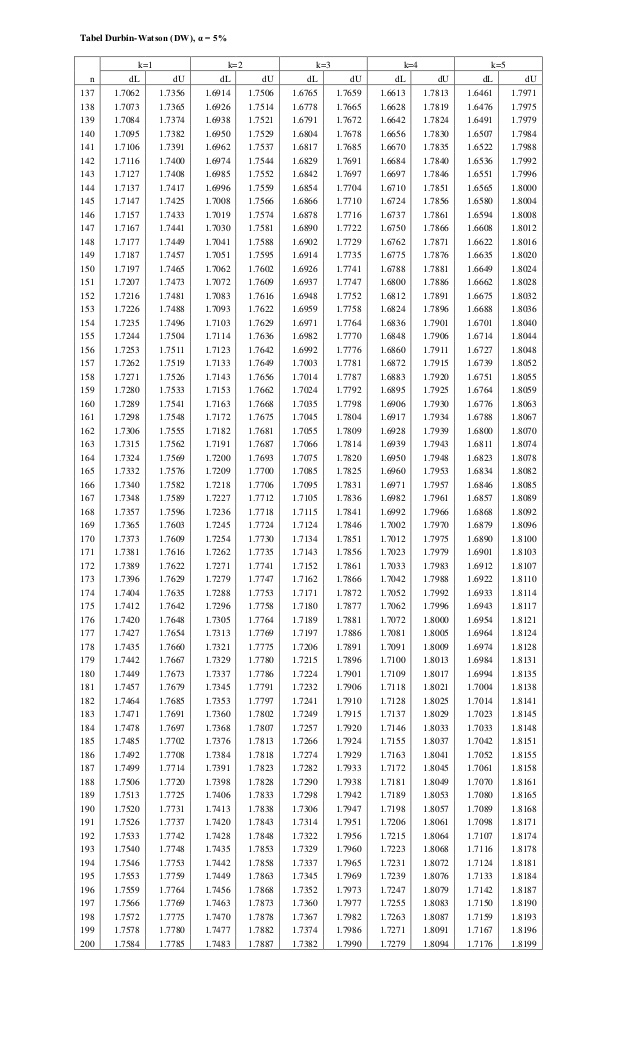 Tabel Durbin-Watson (DW), α = 5%
k=1 k=2 k=3 k=4 k=5
n dL dU dL dU dL dU dL dU dL dU
137 1.7062 1.7356 1.6914 1.7506 1.6765 1.7659 1.6613 1.7813 1.6461 1.7971
138 1.7073 1.7365 1.6926 1.7514 1.6778 1.7665 1.6628 1.7819 1.6476 1.7975
139 1.7084 1.7374 1.6938 1.7521 1.6791 1.7672 1.6642 1.7824 1.6491 1.7979
140 1.7095 1.7382 1.6950 1.7529 1.6804 1.7678 1.6656 1.7830 1.6507 1.7984
141 1.7106 1.7391 1.6962 1.7537 1.6817 1.7685 1.6670 1.7835 1.6522 1.7988
142 1.7116 1.7400 1.6974 1.7544 1.6829 1.7691 1.6684 1.7840 1.6536 1.7992
143 1.7127 1.7408 1.6985 1.7552 1.6842 1.7697 1.6697 1.7846 1.6551 1.7996
144 1.7137 1.7417 1.6996 1.7559 1.6854 1.7704 1.6710 1.7851 1.6565 1.8000
145 1.7147 1.7425 1.7008 1.7566 1.6866 1.7710 1.6724 1.7856 1.6580 1.8004
146 1.7157 1.7433 1.7019 1.7574 1.6878 1.7716 1.6737 1.7861 1.6594 1.8008
147 1.7167 1.7441 1.7030 1.7581 1.6890 1.7722 1.6750 1.7866 1.6608 1.8012
148 1.7177 1.7449 1.7041 1.7588 1.6902 1.7729 1.6762 1.7871 1.6622 1.8016
149 1.7187 1.7457 1.7051 1.7595 1.6914 1.7735 1.6775 1.7876 1.6635 1.8020
150 1.7197 1.7465 1.7062 1.7602 1.6926 1.7741 1.6788 1.7881 1.6649 1.8024
151 1.7207 1.7473 1.7072 1.7609 1.6937 1.7747 1.6800 1.7886 1.6662 1.8028
152 1.7216 1.7481 1.7083 1.7616 1.6948 1.7752 1.6812 1.7891 1.6675 1.8032
153 1.7226 1.7488 1.7093 1.7622 1.6959 1.7758 1.6824 1.7896 1.6688 1.8036
154 1.7235 1.7496 1.7103 1.7629 1.6971 1.7764 1.6836 1.7901 1.6701 1.8040
155 1.7244 1.7504 1.7114 1.7636 1.6982 1.7770 1.6848 1.7906 1.6714 1.8044
156 1.7253 1.7511 1.7123 1.7642 1.6992 1.7776 1.6860 1.7911 1.6727 1.8048
157 1.7262 1.7519 1.7133 1.7649 1.7003 1.7781 1.6872 1.7915 1.6739 1.8052
158 1.7271 1.7526 1.7143 1.7656 1.7014 1.7787 1.6883 1.7920 1.6751 1.8055
159 1.7280 1.7533 1.7153 1.7662 1.7024 1.7792 1.6895 1.7925 1.6764 1.8059
160 1.7289 1.7541 1.7163 1.7668 1.7035 1.7798 1.6906 1.7930 1.6776 1.8063
161 1.7298 1.7548 1.7172 1.7675 1.7045 1.7804 1.6917 1.7934 1.6788 1.8067
162 1.7306 1.7555 1.7182 1.7681 1.7055 1.7809 1.6928 1.7939 1.6800 1.8070
163 1.7315 1.7562 1.7191 1.7687 1.7066 1.7814 1.6939 1.7943 1.6811 1.8074
164 1.7324 1.7569 1.7200 1.7693 1.7075 1.7820 1.6950 1.7948 1.6823 1.8078
165 1.7332 1.7576 1.7209 1.7700 1.7085 1.7825 1.6960 1.7953 1.6834 1.8082
166 1.7340 1.7582 1.7218 1.7706 1.7095 1.7831 1.6971 1.7957 1.6846 1.8085
167 1.7348 1.7589 1.7227 1.7712 1.7105 1.7836 1.6982 1.7961 1.6857 1.8089
168 1.7357 1.7596 1.7236 1.7718 1.7115 1.7841 1.6992 1.7966 1.6868 1.8092
169 1.7365 1.7603 1.7245 1.7724 1.7124 1.7846 1.7002 1.7970 1.6879 1.8096
170 1.7373 1.7609 1.7254 1.7730 1.7134 1.7851 1.7012 1.7975 1.6890 1.8100
171 1.7381 1.7616 1.7262 1.7735 1.7143 1.7856 1.7023 1.7979 1.6901 1.8103
172 1.7389 1.7622 1.7271 1.7741 1.7152 1.7861 1.7033 1.7983 1.6912 1.8107
173 1.7396 1.7629 1.7279 1.7747 1.7162 1.7866 1.7042 1.7988 1.6922 1.8110
174 1.7404 1.7635 1.7288 1.7753 1.7171 1.7872 1.7052 1.7992 1.6933 1.8114
175 1.7412 1.7642 1.7296 1.7758 1.7180 1.7877 1.7062 1.7996 1.6943 1.8117
176 1.7420 1.7648 1.7305 1.7764 1.7189 1.7881 1.7072 1.8000 1.6954 1.8121
177 1.7427 1.7654 1.7313 1.7769 1.7197 1.7886 1.7081 1.8005 1.6964 1.8124
178 1.7435 1.7660 1.7321 1.7775 1.7206 1.7891 1.7091 1.8009 1.6974 1.8128
179 1.7442 1.7667 1.7329 1.7780 1.7215 1.7896 1.7100 1.8013 1.6984 1.8131
180 1.7449 1.7673 1.7337 1.7786 1.7224 1.7901 1.7109 1.8017 1.6994 1.8135
181 1.7457 1.7679 1.7345 1.7791 1.7232 1.7906 1.7118 1.8021 1.7004 1.8138
182 1.7464 1.7685 1.7353 1.7797 1.7241 1.7910 1.7128 1.8025 1.7014 1.8141
183 1.7471 1.7691 1.7360 1.7802 1.7249 1.7915 1.7137 1.8029 1.7023 1.8145
184 1.7478 1.7697 1.7368 1.7807 1.7257 1.7920 1.7146 1.8033 1.7033 1.8148
185 1.7485 1.7702 1.7376 1.7813 1.7266 1.7924 1.7155 1.8037 1.7042 1.8151
186 1.7492 1.7708 1.7384 1.7818 1.7274 1.7929 1.7163 1.8041 1.7052 1.8155
187 1.7499 1.7714 1.7391 1.7823 1.7282 1.7933 1.7172 1.8045 1.7061 1.8158
188 1.7506 1.7720 1.7398 1.7828 1.7290 1.7938 1.7181 1.8049 1.7070 1.8161
189 1.7513 1.7725 1.7406 1.7833 1.7298 1.7942 1.7189 1.8053 1.7080 1.8165
190 1.7520 1.7731 1.7413 1.7838 1.7306 1.7947 1.7198 1.8057 1.7089 1.8168
191 1.7526 1.7737 1.7420 1.7843 1.7314 1.7951 1.7206 1.8061 1.7098 1.8171
192 1.7533 1.7742 1.7428 1.7848 1.7322 1.7956 1.7215 1.8064 1.7107 1.8174
193 1.7540 1.7748 1.7435 1.7853 1.7329 1.7960 1.7223 1.8068 1.7116 1.8178
194 1.7546 1.7753 1.7442 1.7858 1.7337 1.7965 1.7231 1.8072 1.7124 1.8181
195 1.7553 1.7759 1.7449 1.7863 1.7345 1.7969 1.7239 1.8076 1.7133 1.8184
196 1.7559 1.7764 1.7456 1.7868 1.7352 1.7973 1.7247 1.8079 1.7142 1.8187
197 1.7566 1.7769 1.7463 1.7873 1.7360 1.7977 1.7255 1.8083 1.7150 1.8190
198 1.7572 1.7775 1.7470 1.7878 1.7367 1.7982 1.7263 1.8087 1.7159 1.8193
199 1.7578 1.7780 1.7477 1.7882 1.7374 1.7986 1.7271 1.8091 1.7167 1.8196
200 1.7584 1.7785 1.7483 1.7887 1.7382 1.7990 1.7279 1.8094 1.7176 1.8199